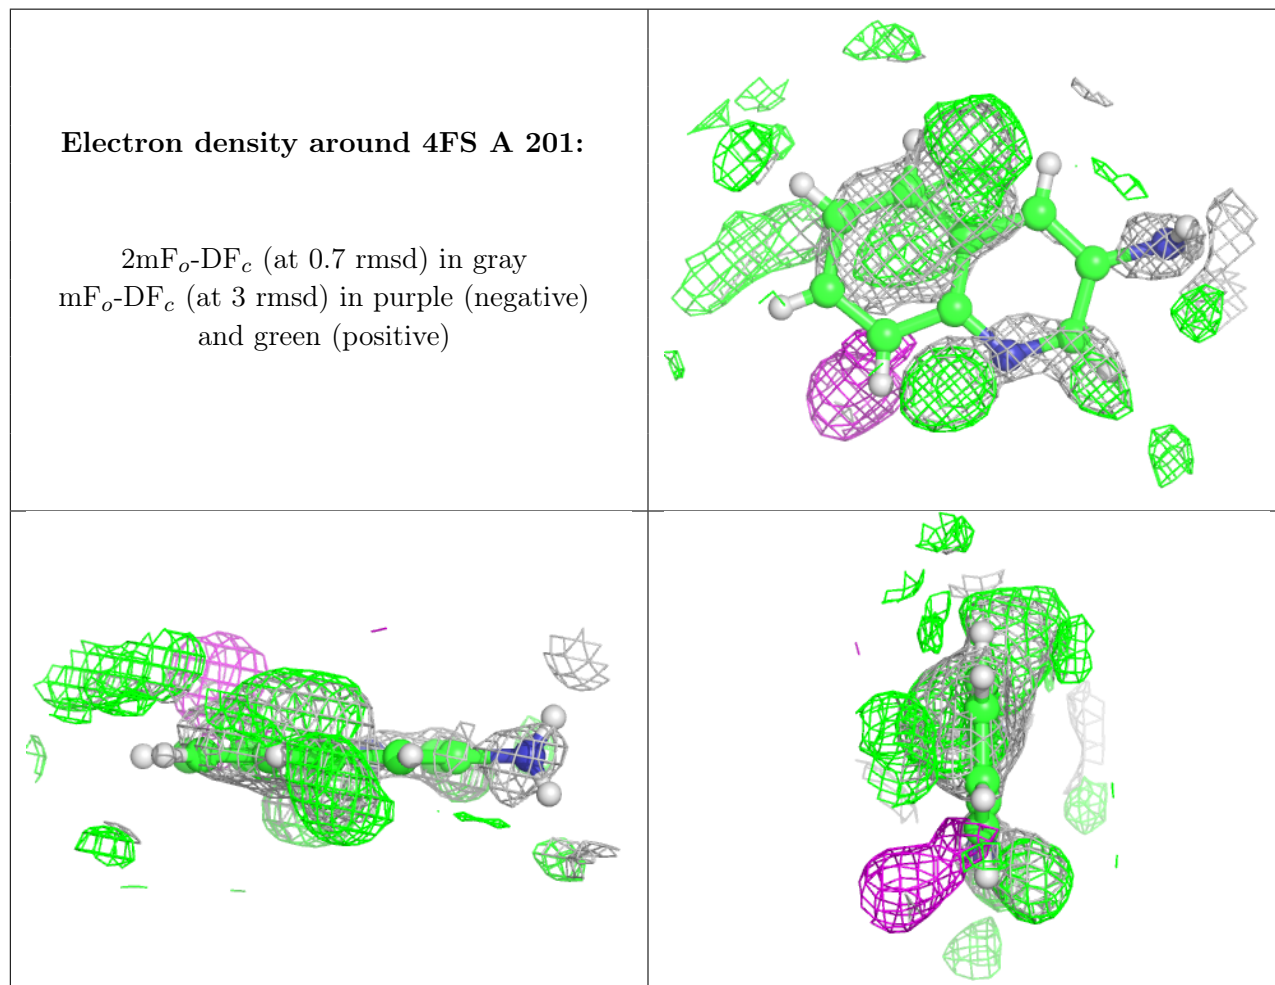 Electron density around 4FS A 201:
2mFo-DFc (at 0.7 rmsd) in gray
mFo-DFc (at 3 rmsd) in purple (negative)
and green (positive)